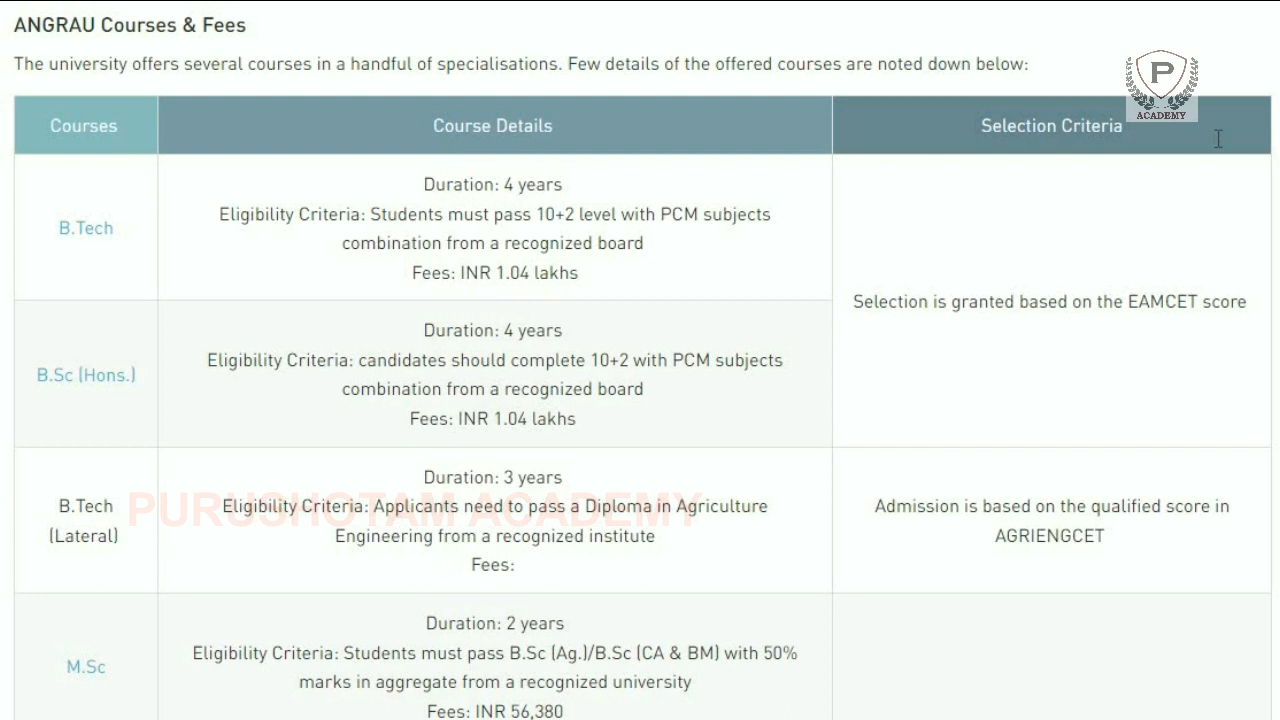 ANGRAU Courses & Fees
The university offers several courses in a handful of specialisations. Few details of the offered courses are noted down below:
P
ACADEMY
Courses
Course Details
Selection Criteria
B.Tech
Duration: 4 years
Eligibility Criteria: Students must pass 10+2 level with PCM subjects
combination from a recognized board
Fees: INR 1.04 lakhs
Selection is granted based on the EAMCET score
B.Sc (Hons.)
Duration: 4 years
Eligibility Criteria: candidates should complete 10+2 with PCM subjects
combination from a recognized board
Fees: INR 1.04 lakhs
B.Tech
(Lateral)
Duration: 3 years
Eligibility Criteria: Applicants need to pass a Diploma in Agriculture
Engineering from a recognized institute
Fees:
Admission is based on the qualified score in
AGRIENGCET
PURUSHOTAM ACADEMY
M.Sc
Duration: 2 years
Eligibility Criteria: Students must pass B.Sc (Ag.)/B.Sc (CA & BM) with 50%
marks in aggregate from a recognized university
Fees: INR 56,380